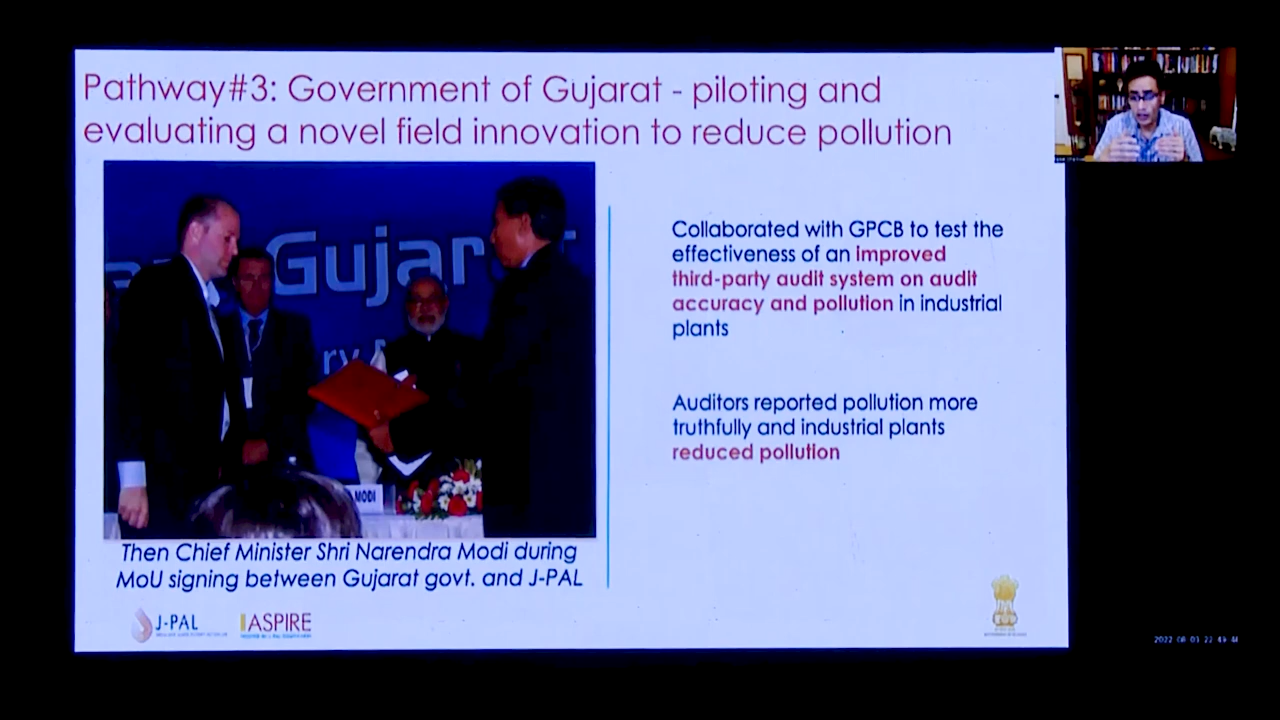 Pathway#3: Government of Gujarat - piloting and
evaluating a novel field innovation to reduce pollution
Gujar
ry
MODI
Then Chief Minister Shri Narendra Modi during
MoU signing between Gujarat govt. and J-PAL
Collaborated with GPCB to test the
effectiveness of an improved
third-party audit system on audit
accuracy and pollution in industrial
plants
Auditors reported pollution more
truthfully and industrial plants
reduced pollution
J-PAL
ASPIRE